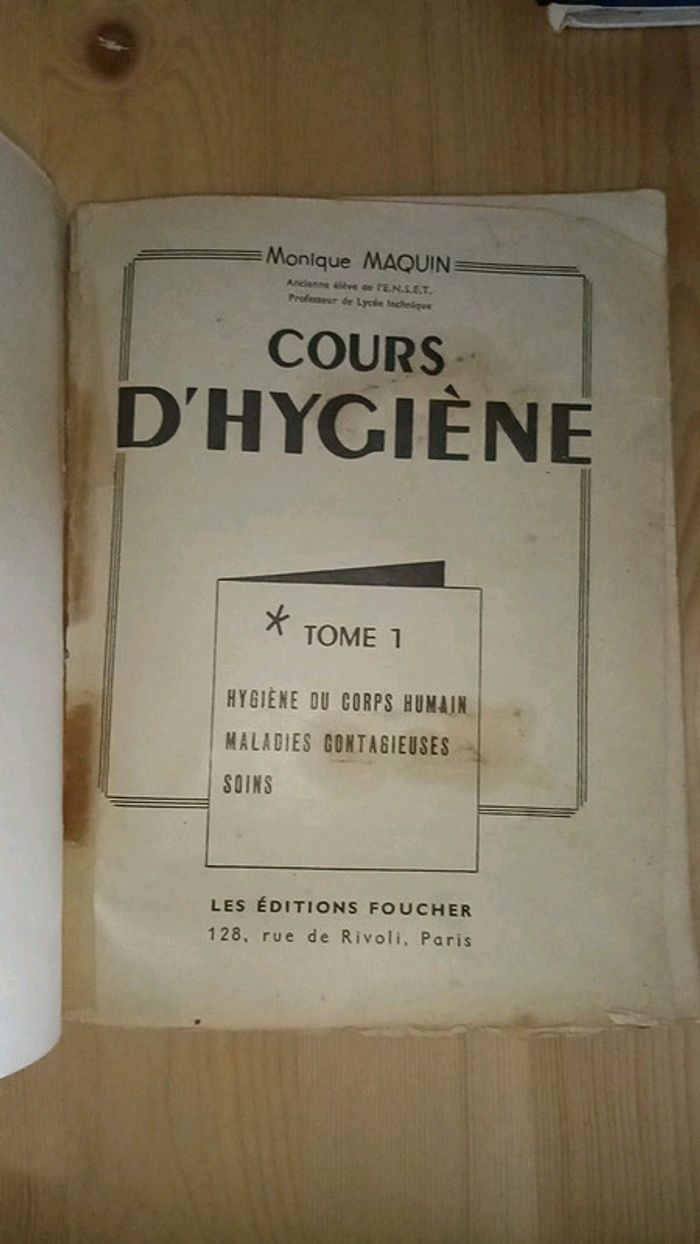 Monique MAQUIN
Ancienne élève de l'E.N.S.E.T.
Professeur de Lycée technique
COURS
D'HYGIÈNE
* TOME 1
HYGIÈNE DU CORPS HUMAIN
MALADIES CONTAGIEUSES
SOINS
LES ÉDITIONS FOUCHER
128, rue de Rivoli, Paris